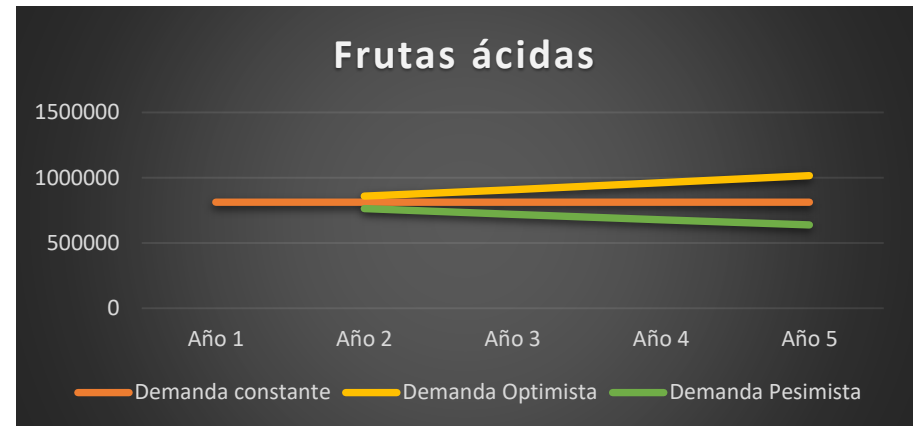 Frutas ácidas
1500000
1000000
500000
0
Año 1 Año 2 Año 3 Año 4 Año 5
Demanda constante Demanda Optimista Demanda Pesimista